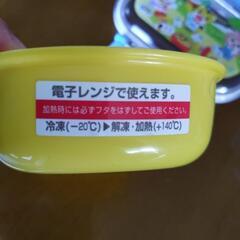 電子レンジで使えます。
加熱時には必ずフタをはずしてご使用ください。
冷凍(−20℃)▶解凍・加熱(+140℃)